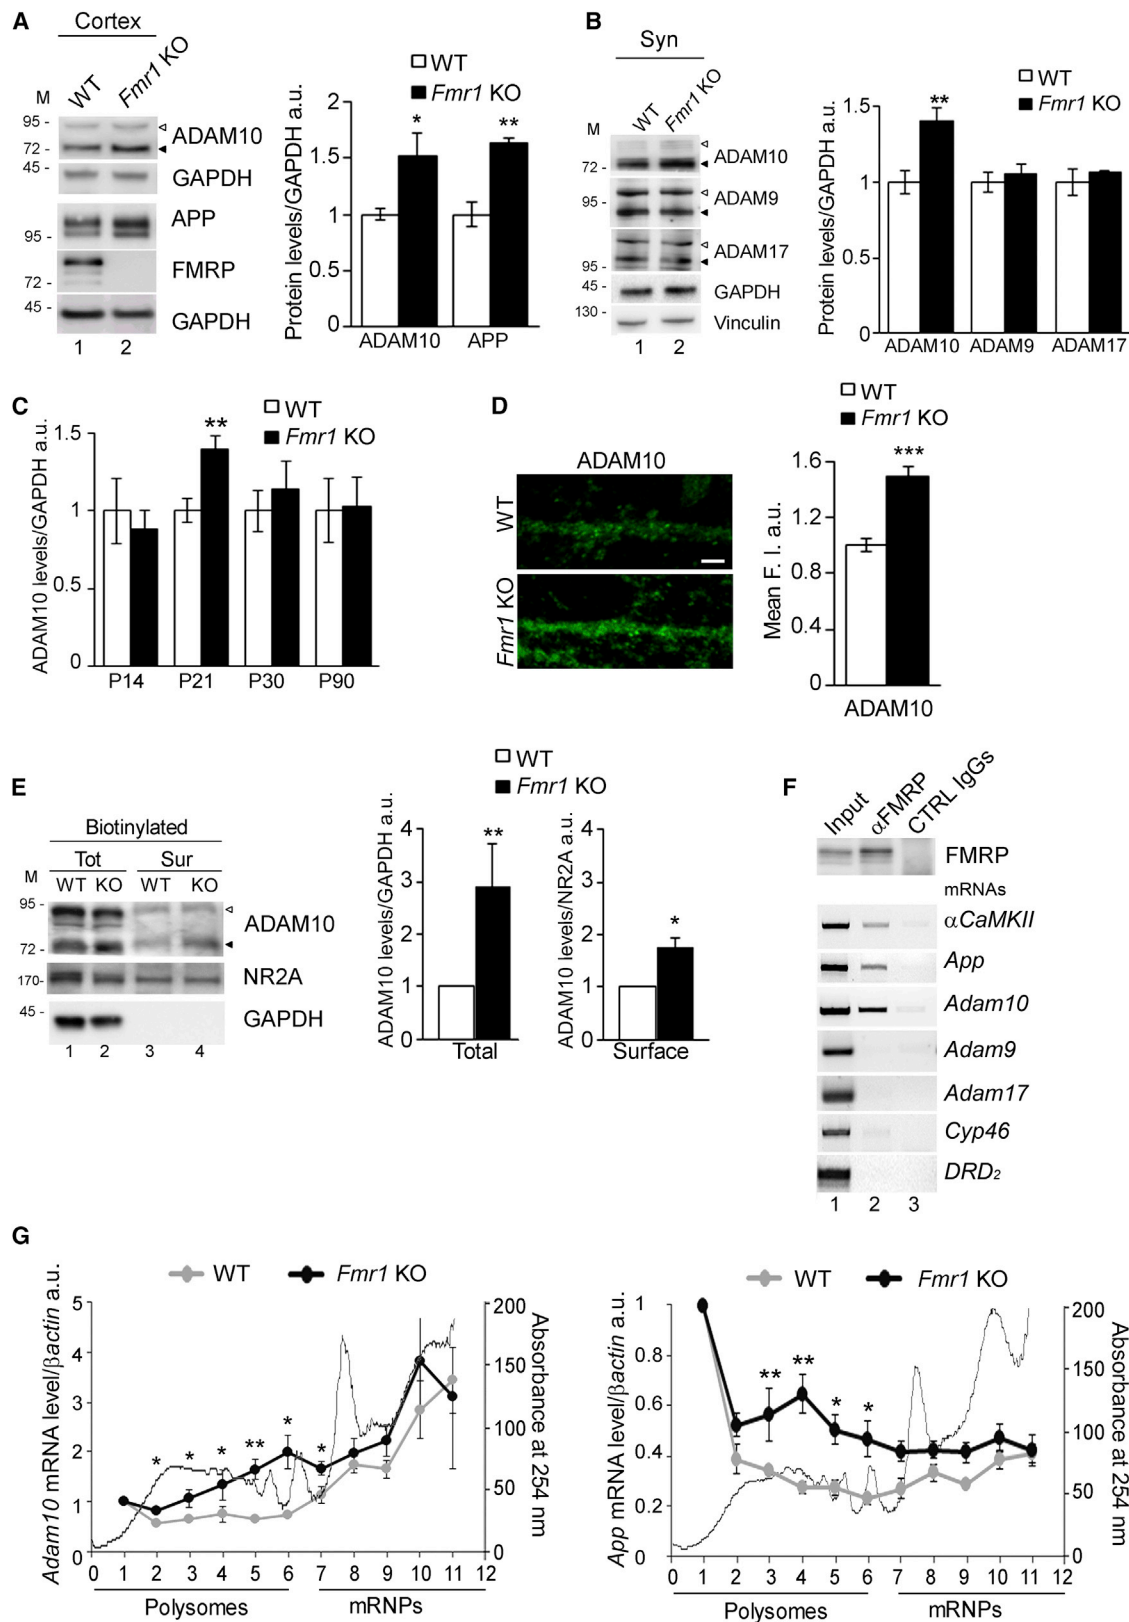 A
Cortex
WT
Fmr1 KO
M
95 -
72 -
45 -
95 -
72 -
45 -
ADAM10
GAPDH
APP
FMRP
GAPDH
1 2
WT
Fmr1 KO
Protein levels/GAPDH a.u.
2
1.5
1
0.5
0
*
**
ADAM10 APP
B
Syn
WT
Fmr1 KO
M
72 -
95 -
95 -
45 -
130 -
ADAM10
ADAM9
ADAM17
GAPDH
Vinculin
1 2
WT
Fmr1 KO
Protein levels/GAPDH a.u.
1.5
1
0.5
0
**
ADAM10 ADAM9 ADAM17
C
WT
Fmr1 KO
ADAM10 levels/GAPDH a.u.
1.5
1
0.5
0
**
P14 P21 P30 P90
D
ADAM10
WT
Fmr1 KO
WT
Fmr1 KO
Mean F. I. a.u.
1.6
1.2
0.8
0.4
0
***
ADAM10
E
Biotinylated
Tot Sur
M
WT KO WT KO
95 -
72 -
170-
45 -
ADAM10
NR2A
GAPDH
1 2 3 4
WT
Fmr1 KO
ADAM10 levels/GAPDH a.u.
4
3
2
1
0
**
Total
ADAM10 levels/NR2A a.u.
4
3
2
1
0
*
Surface
F
Input
αFMRP
CTRL IgGs
FMRP
mRNAs
αCaMKII
App
Adam10
Adam9
Adam17
Cyp46
DRD2
1 2 3
G
WT Fmr1 KO
Adam10 mRNA level/βactin a.u.
5
4
3
2
1
0
* * * ** * *
200
150
100
50
0
Absorbance at 254 nm
0 1 2 3 4 5 6 7 8 9 10 11 12
Polysomes mRNPs
WT Fmr1 KO
App mRNA level/βactin a.u.
1
0.8
0.6
0.4
0.2
0
** ** * *
200
150
100
50
0
Absorbance at 254 nm
0 1 2 3 4 5 6 7 8 9 10 11 12
Polysomes mRNPs